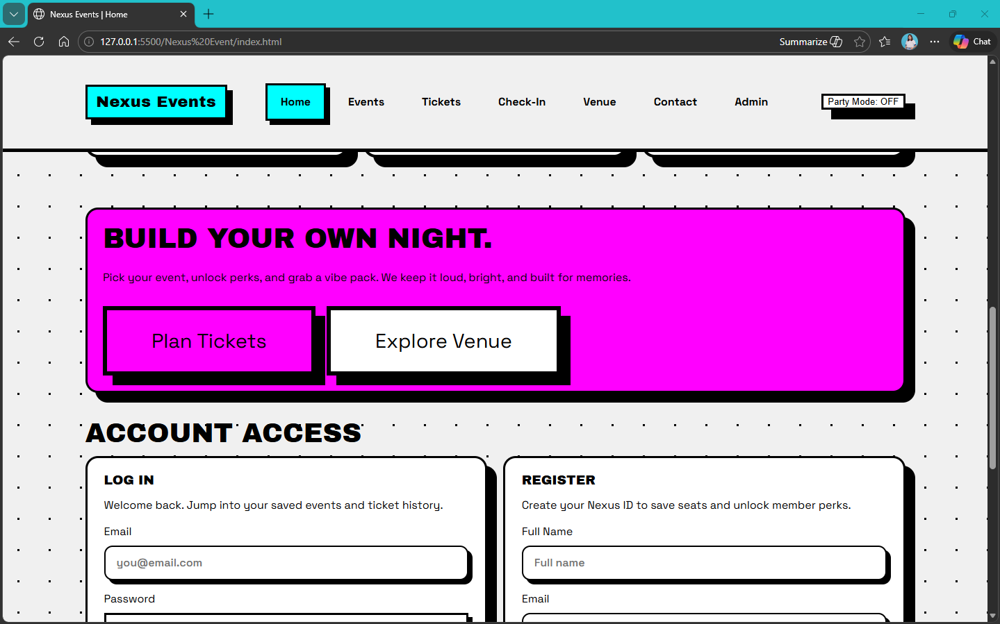 Nexus Events | Home
127.0.0.1:5500/Nexus%20Event/index.html
Summarize
Chat
Nexus Events
Home
Events
Tickets
Check-In
Venue
Contact
Admin
Party Mode: OFF
BUILD YOUR OWN NIGHT.
Pick your event, unlock perks, and grab a vibe pack. We keep it loud, bright, and built for memories.
Plan Tickets
Explore Venue
ACCOUNT ACCESS
LOG IN
Welcome back. Jump into your saved events and ticket history.
Email
you@email.com
Password
REGISTER
Create your Nexus ID to save seats and unlock member perks.
Full Name
Full name
Email